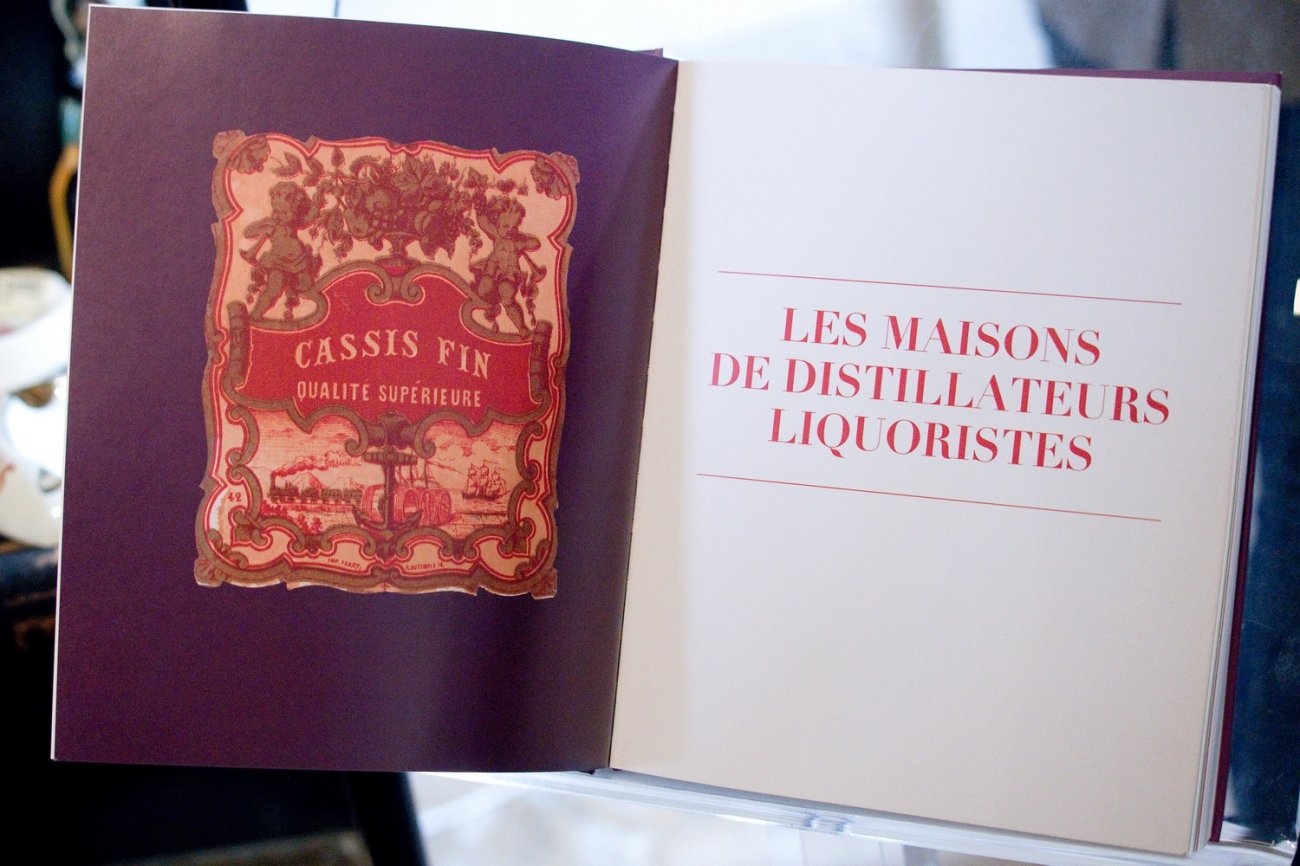 CASSIS FIN
QUALITÉ SUPÉRIEURE
42
LES MAISONS
DE DISTILLATEURS
LIQUORISTES